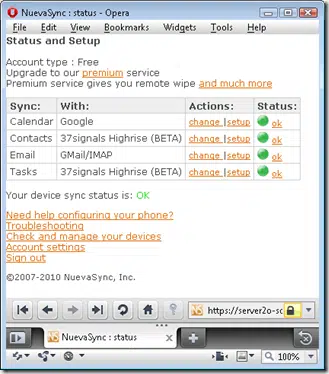 NuevaSync : status - Opera
File Edit View Bookmarks Widgets Tools Help
Status and Setup
Account type : Free
Upgrade to our premium service
Premium service gives you remote wipe and much more
Sync: With: Actions: Status:
Calendar Google change |setup ok
Contacts 37signals Highrise (BETA) change |setup ok
Email GMail/IMAP change |setup ok
Tasks 37signals Highrise (BETA) change |setup ok
Your device sync status is: OK
Need help configuring your phone?
Troubleshooting
Check and manage your devices
Account settings
Sign out
©2007-2010 NuevaSync, Inc.
https://server2o-sc
NuevaSync : status
100%